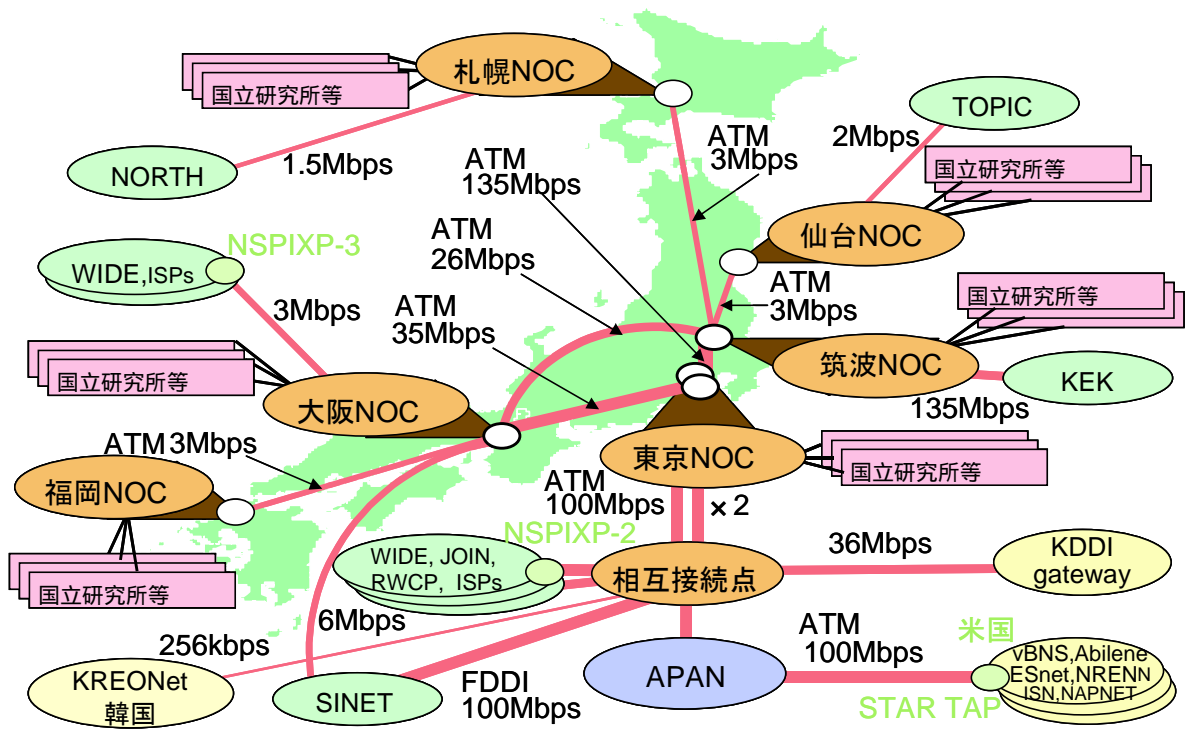 札幌NOC
国立研究所等
NORTH
1.5Mbps
ATM
3Mbps
2Mbps
TOPIC
国立研究所等
仙台NOC
ATM
135Mbps
ATM
26Mbps
NSPIXP-3
WIDE,ISPs
3Mbps
ATM
35Mbps
ATM
3Mbps
国立研究所等
筑波NOC
KEK
135Mbps
国立研究所等
大阪NOC
ATM 3Mbps
福岡NOC
国立研究所等
東京NOC
国立研究所等
ATM
100Mbps
×2
NSPIXP-2
WIDE, JOIN,
RWCP, ISPs
相互接続点
36Mbps
KDDI
gateway
6Mbps
256kbps
KREONet
韓国
SINET
FDDI
100Mbps
APAN
ATM
100Mbps
米国
vBNS,Abilene
ESnet,NRENN
ISN,NAPNET
STAR TAP